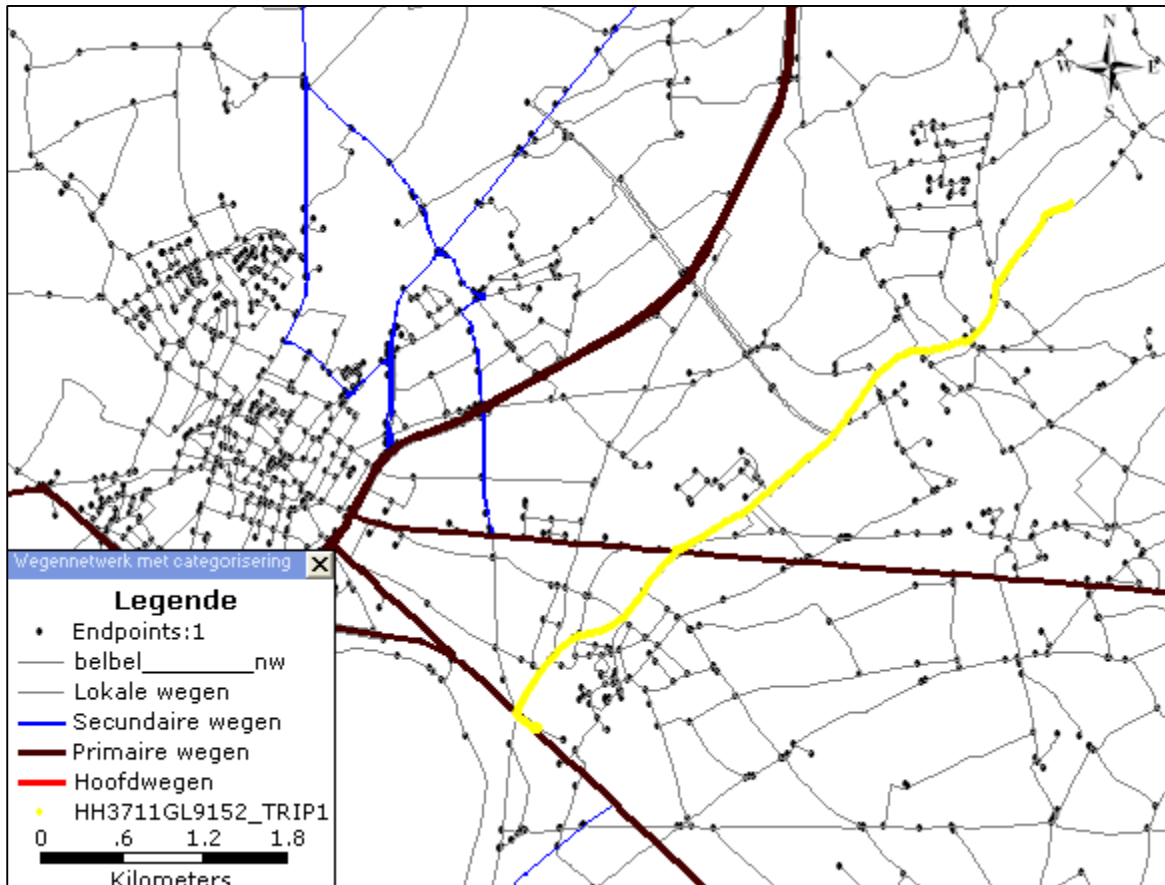 N
W E
S
Wegennetwerk met categorisering
Legende
Endpoints:1
belbel__________nw
Lokale wegen
Secundaire wegen
Primaire wegen
Hoofdwegen
HH3711GL9152_TRIP1
0 .6 1.2 1.8
Kilometers